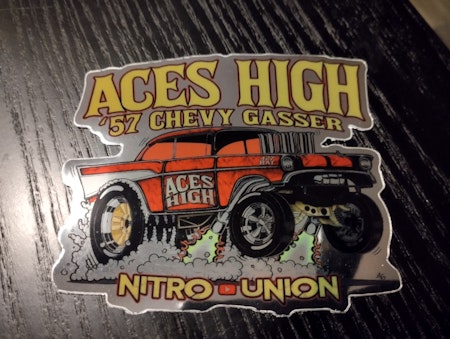 ACES HIGH
'57 CHEVY GASSER
ACES
HIGH
NITRO UNION